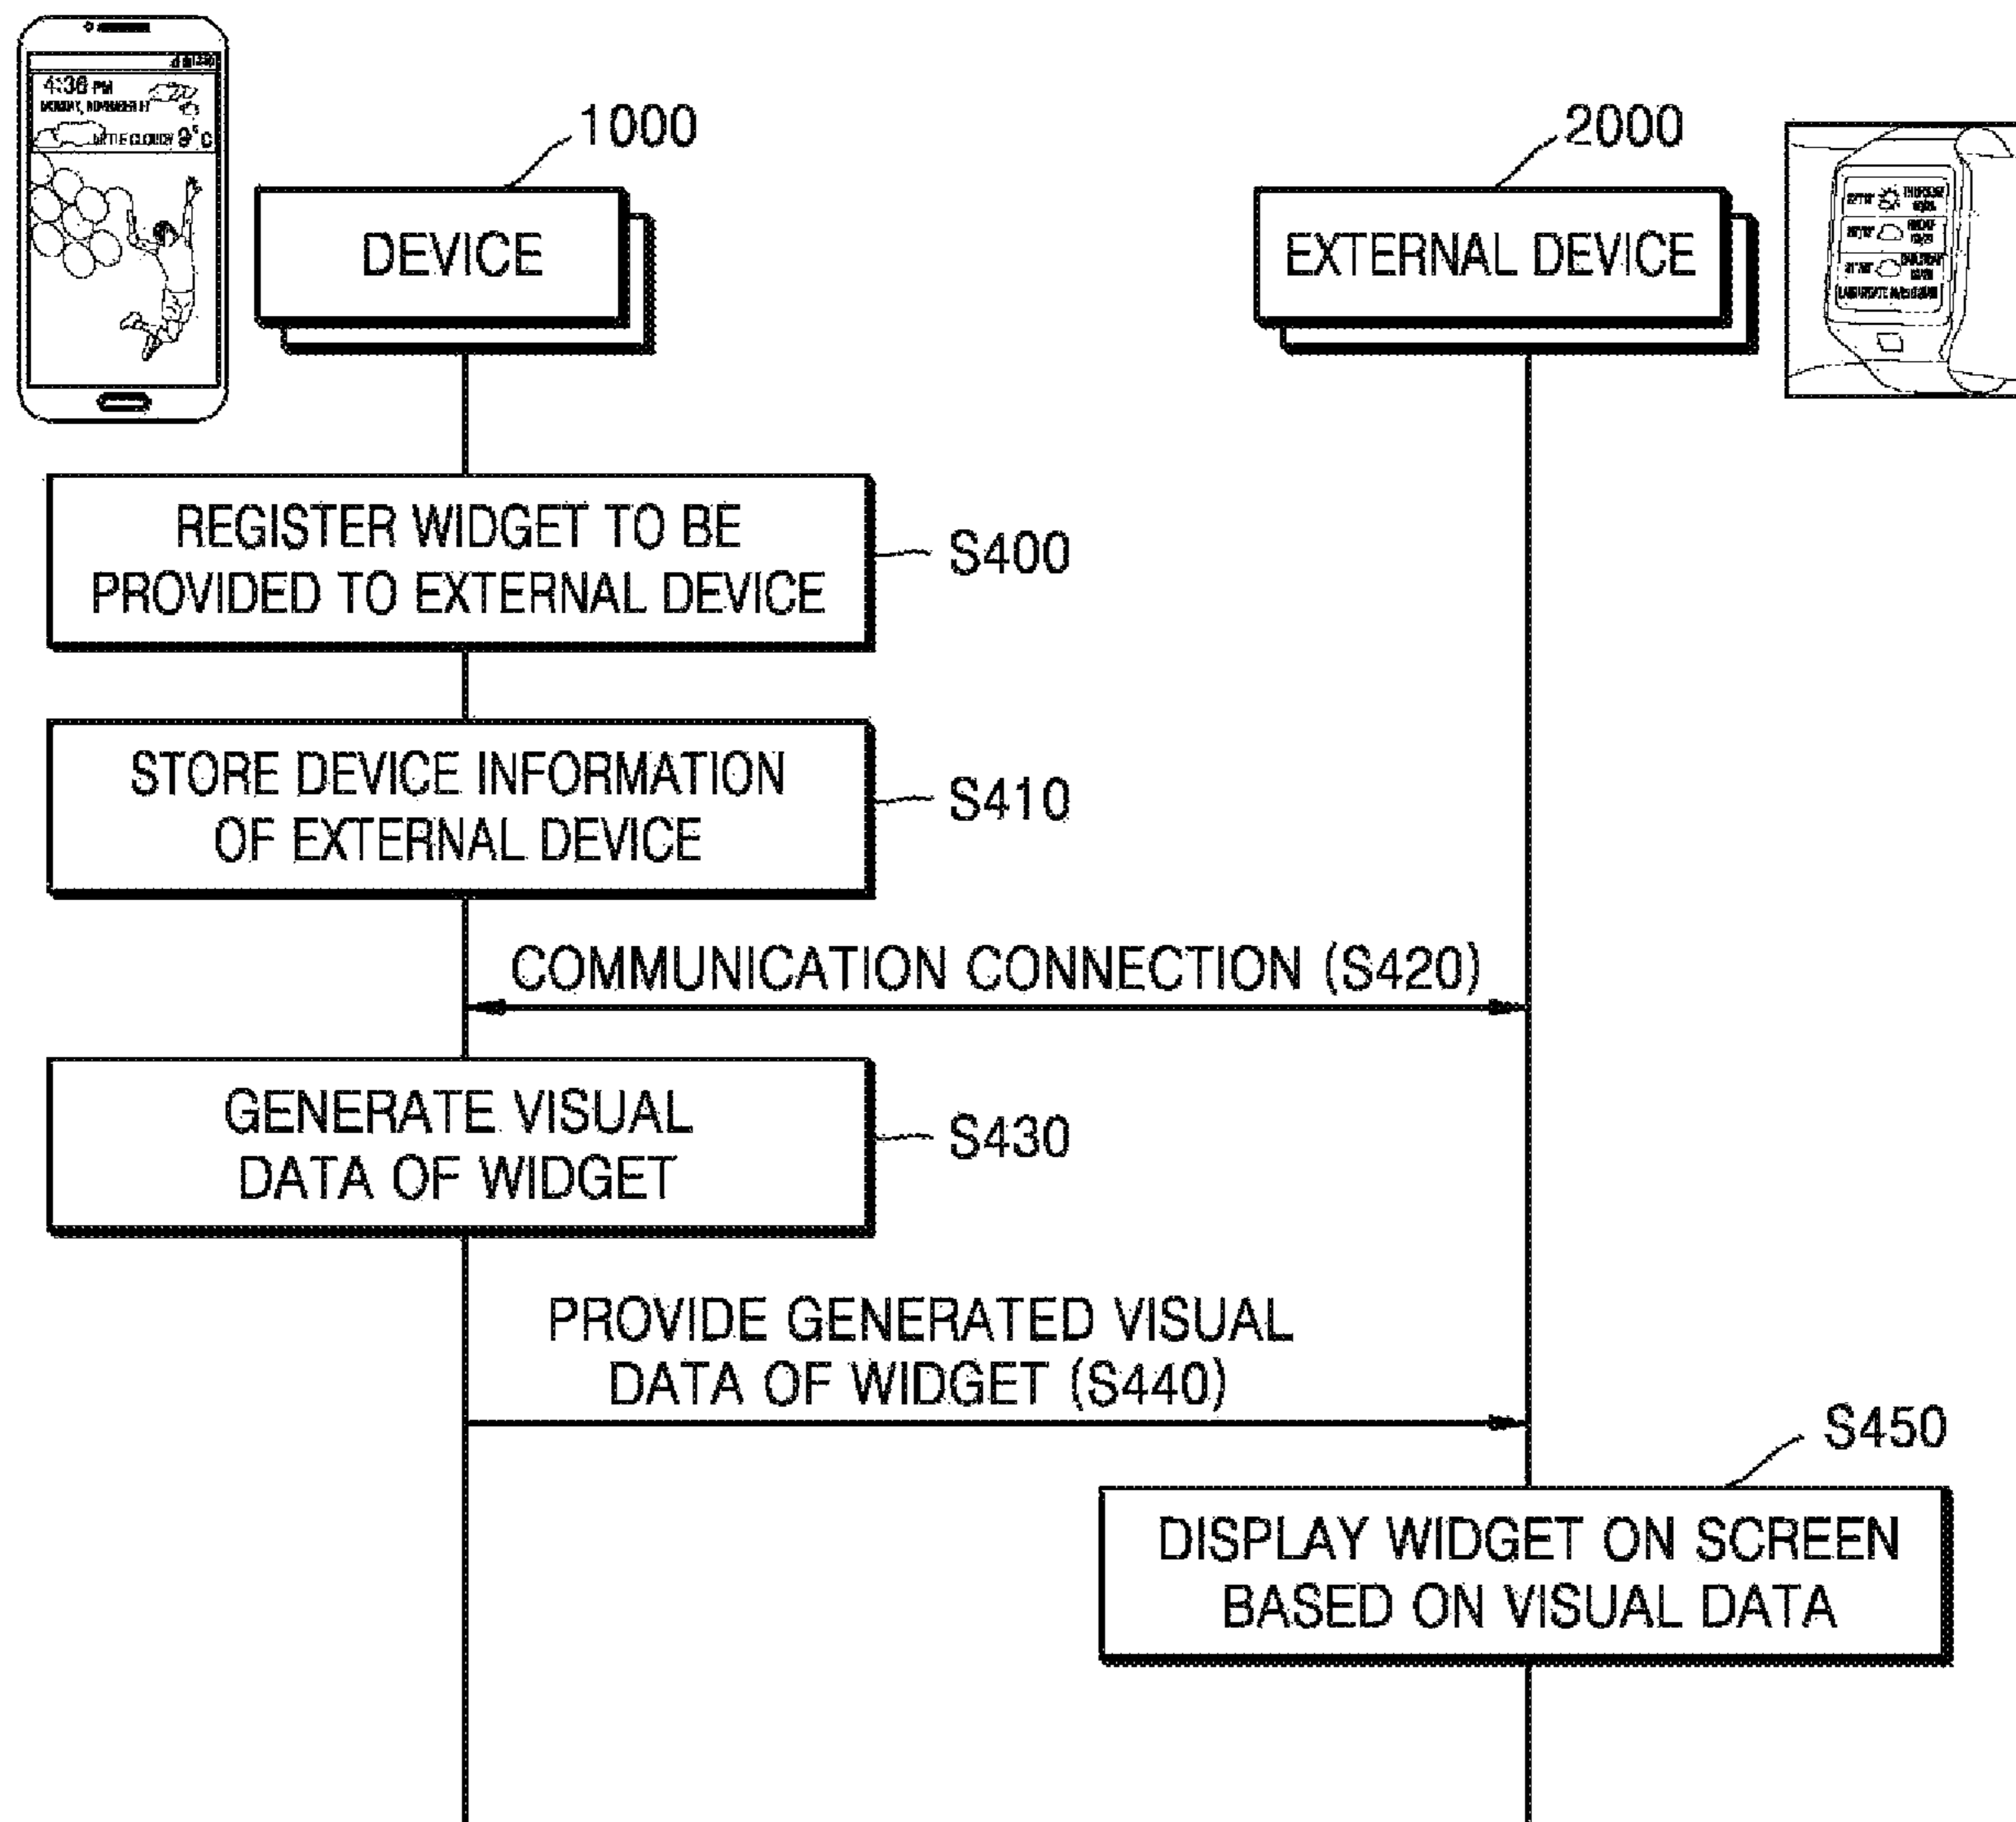 4:36 PM
9°C
1000
2000
DEVICE
EXTERNAL DEVICE
REGISTER WIDGET TO BE
PROVIDED TO EXTERNAL DEVICE
S400
STORE DEVICE INFORMATION
OF EXTERNAL DEVICE
S410
COMMUNICATION CONNECTION (S420)
GENERATE VISUAL
DATA OF WIDGET
S430
PROVIDE GENERATED VISUAL
DATA OF WIDGET (S440)
S450
DISPLAY WIDGET ON SCREEN
BASED ON VISUAL DATA